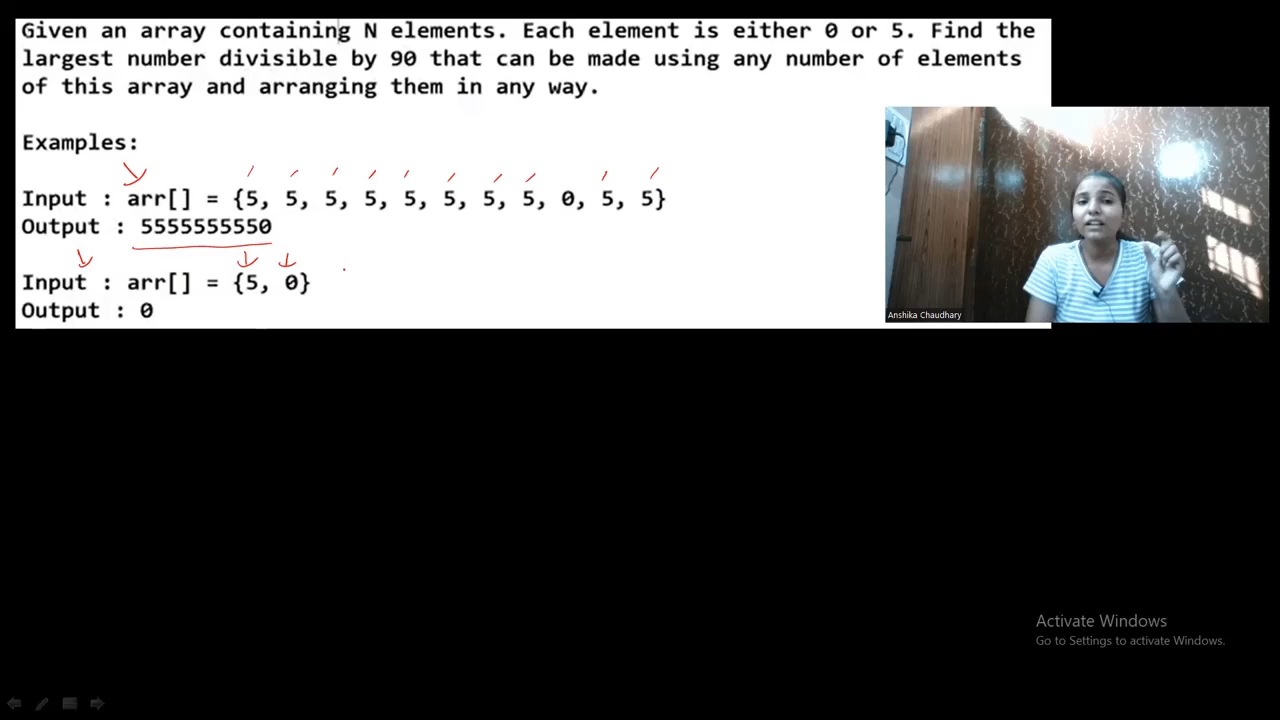 Given an array containing N elements. Each element is either 0 or 5. Find the
largest number divisible by 90 that can be made using any number of elements
of this array and arranging them in any way.
Examples:
Input : arr[] = {5, 5, 5, 5, 5, 5, 5, 5, 0, 5, 5}
Output : 5555555550
Input : arr[] = {5, 0}
Output : 0
Anshika Chaudhary
Activate Windows
Go to Settings to activate Windows.